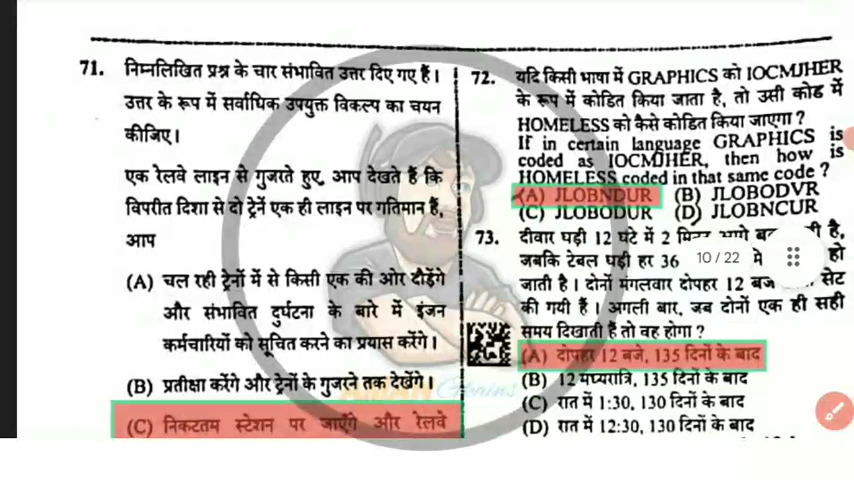 71. निम्नलिखित प्रश्न के चार संभावित उत्तर दिए गए हैं।
उत्तर के रूप में सर्वाधिक उपयुक्त विकल्प का चयन
कीजिए।
एक रेलवे लाइन से गुजरते हुए, आप देखते हैं कि
विपरीत दिशा से दो ट्रेनें एक ही लाइन पर गतिमान हैं,
आप
(A) चल रही ट्रेनों में से किसी एक की ओर दौड़ेंगे
और संभावित दुर्घटना के बारे में इंजन
कर्मचारियों को सूचित करने का प्रयास करेंगे।
(B) प्रतीक्षा करेंगे और ट्रेनों के गुजरने तक देखेंगे।
(C) निकटतम स्टेशन पर जाएँगे और रेलवे
72. यदि किसी भाषा में GRAPHICS को IOCMJHER
के रूप में कोडित किया जाता है, तो उसी कोड में
HOMELESS को कैसे कोडित किया जाएगा ?
If in certain language GRAPHICS is
coded as IOCMJHER, then how is
HOMELESS coded in that same code ?
(A) JLOBNDUR (B) JLOBODVR
(C) JLOBODUR (D) JLOBNCUR
73. दीवार घड़ी 12 घंटे में 2 मिनट आगे है,
जबकि टेबल घड़ी हर 36 में हो
10 / 22
जाती है। दोनों मंगलवार दोपहर 12 बजे सेट
की गयी हैं। अगली बार, जब दोनों एक ही सही
समय दिखाती हैं तो वह होगा ?
(A) दोपहर 12 बजे, 135 दिनों के बाद
(B) 12 मध्यरात्रि, 135 दिनों के बाद
(C) रात में 1:30, 130 दिनों के बाद
(D) रात में 12:30, 130 दिनों के बाद